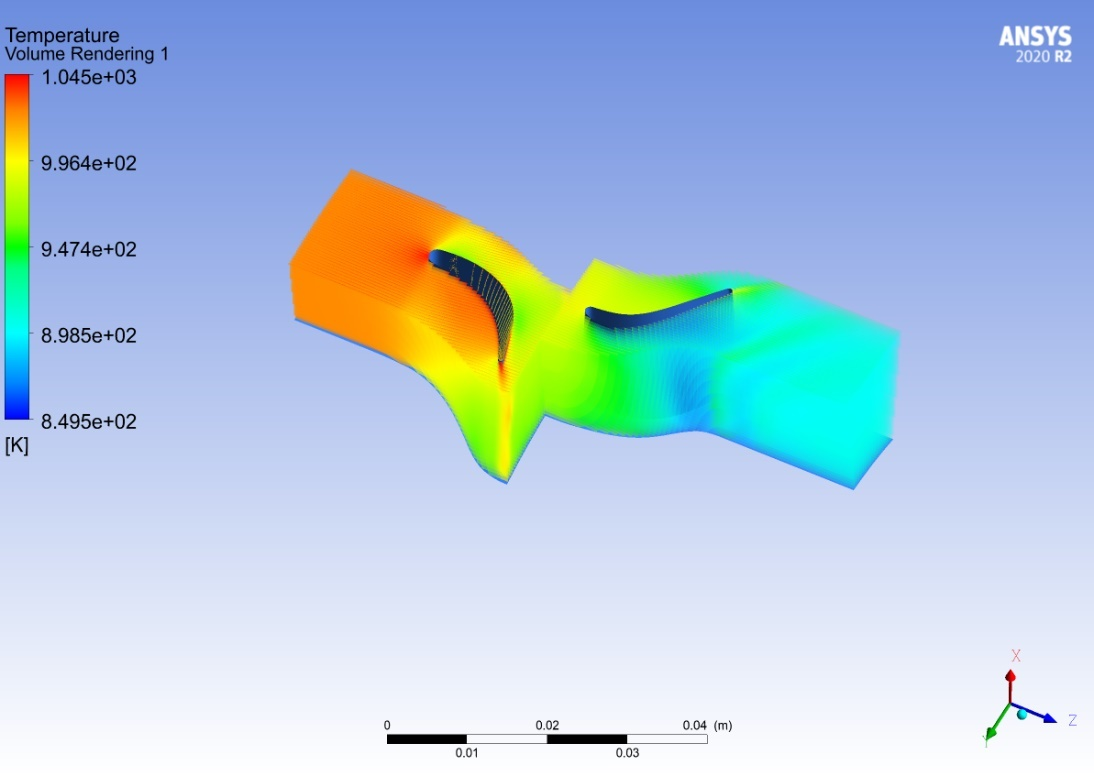 Temperature
Volume Rendering 1
1.045e+03
9.964e+02
9.474e+02
8.985e+02
8.495e+02
[K]
ANSYS
2020 R2
0 0.02 0.04 (m)
0.01 0.03
X
Z
Y